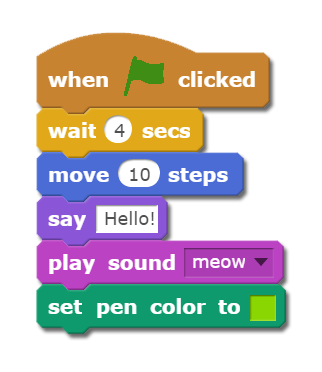 when clicked
wait 4 secs
move 10 steps
say Hello!
play sound meow
set pen color to